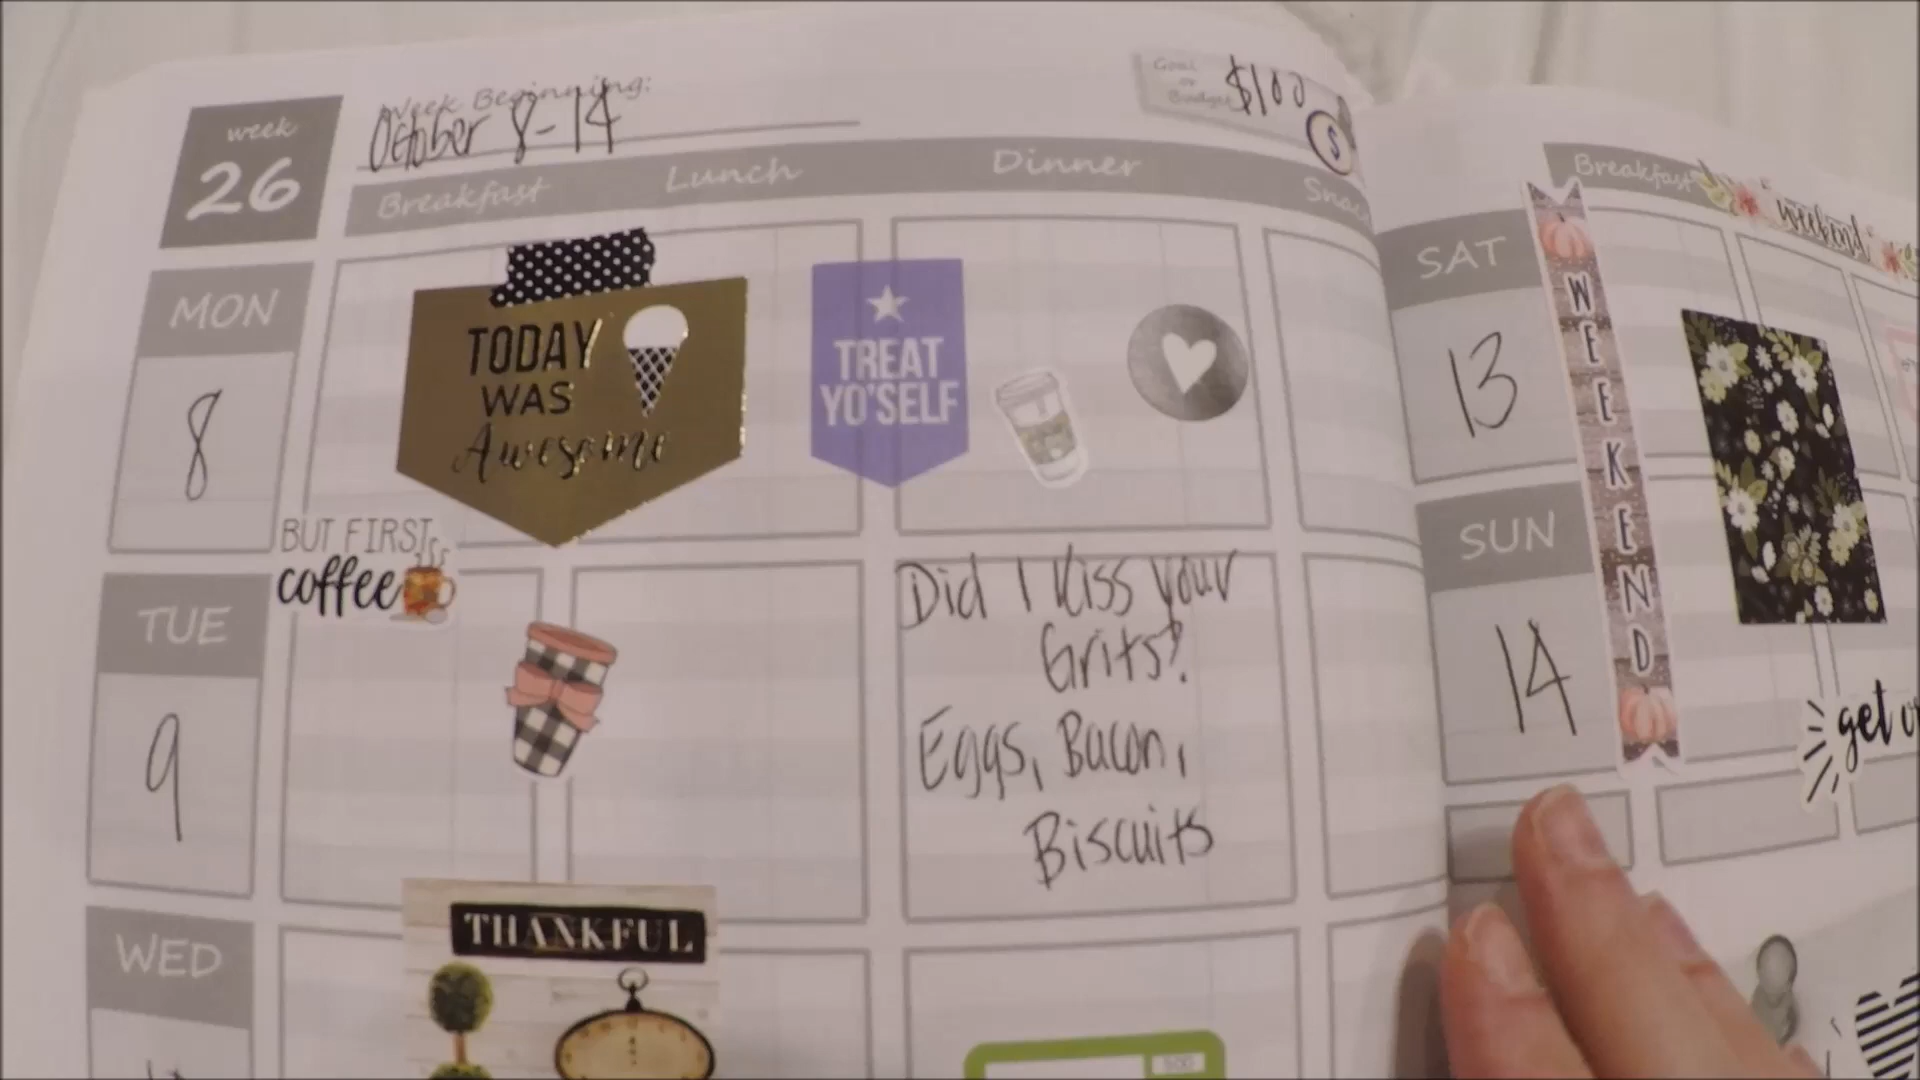 week
26
Week Beginning:
October 8-14
Goal
or
Budget
$100
$
Breakfast
Lunch
Dinner
MON
8
TODAY
WAS
Awesome
TREAT
YO'SELF
BUT FIRST
coffee
TUE
9
Did I Kiss your
Grits?
Eggs, Bacon,
Biscuits
WED
THANKFUL
Breakfast
weekend
SAT
13
WEEKEND
SUN
14
get